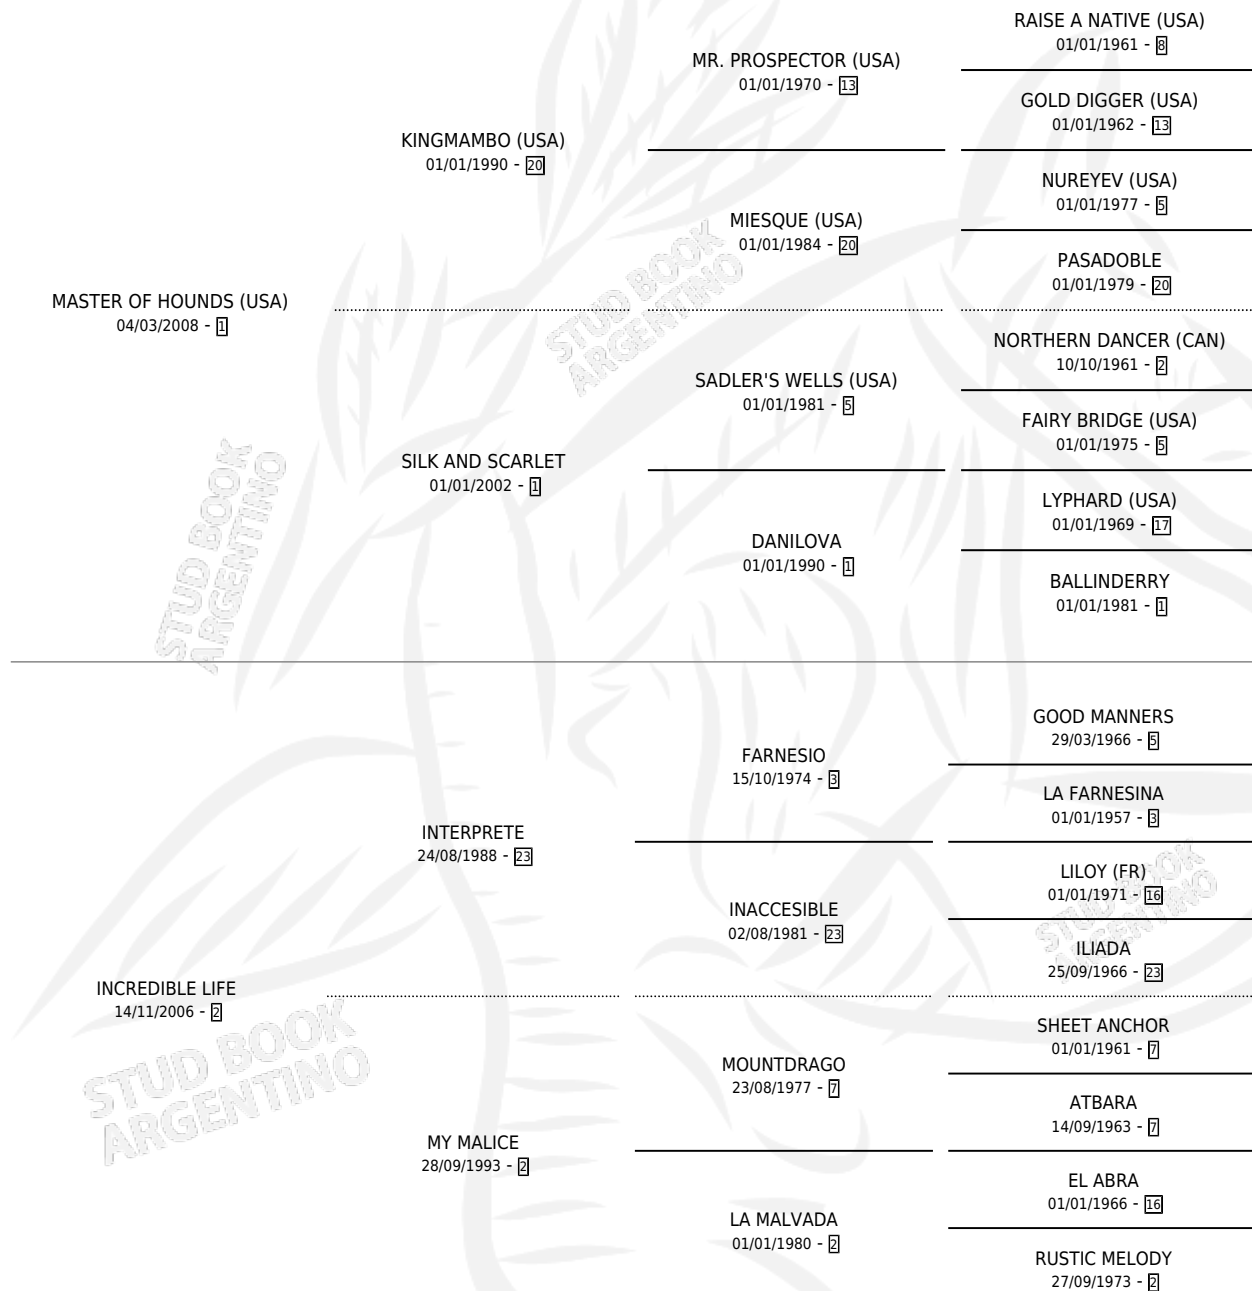 RAISE A NATIVE (USA)
01/01/1961 - 8
MR. PROSPECTOR (USA)
01/01/1970 - 13
GOLD DIGGER (USA)
01/01/1962 - 13
KINGMAMBO (USA)
01/01/1990 - 20
NUREYEV (USA)
01/01/1977 - 5
MIESQUE (USA)
01/01/1984 - 20
PASADOBLE
01/01/1979 - 20
MASTER OF HOUNDS (USA)
04/03/2008 - 1
NORTHERN DANCER (CAN)
10/10/1961 - 2
SADLER'S WELLS (USA)
01/01/1981 - 5
FAIRY BRIDGE (USA)
01/01/1975 - 5
SILK AND SCARLET
01/01/2002 - 1
LYPHARD (USA)
01/01/1969 - 17
DANILOVA
01/01/1990 - 1
BALLINDERRY
01/01/1981 - 1
GOOD MANNERS
29/03/1966 - 5
FARNESIO
15/10/1974 - 3
LA FARNESINA
01/01/1957 - 3
INTERPRETE
24/08/1988 - 23
LILOY (FR)
01/01/1971 - 16
INACCESIBLE
02/08/1981 - 23
ILIADA
25/09/1966 - 23
INCREDIBLE LIFE
14/11/2006 - 2
SHEET ANCHOR
01/01/1961 - 7
MOUNTDRAGO
23/08/1977 - 7
ATBARA
14/09/1963 - 7
MY MALICE
28/09/1993 - 2
EL ABRA
01/01/1966 - 16
LA MALVADA
01/01/1980 - 2
RUSTIC MELODY
27/09/1973 - 2
STUD BOOK
ARGENTINO
STUD BOOK
ARGENTINO
STUD BOOK
ARGENTINO
STUD BOOK
ARGENTINO